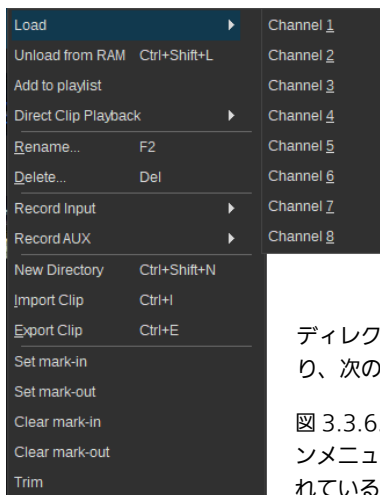 Load
Unload from RAM Ctrl+Shift+L
Add to playlist
Direct Clip Playback
Rename... F2
Delete... Del
Record Input
Record AUX
New Directory Ctrl+Shift+N
Import Clip Ctrl+I
Export Clip Ctrl+E
Set mark-in
Set mark-out
Clear mark-in
Clear mark-out
Trim
Channel 1
Channel 2
Channel 3
Channel 4
Channel 5
Channel 6
Channel 7
Channel 8
ディレク
り、次の
図 3.3.6.
ンメニュ
れている